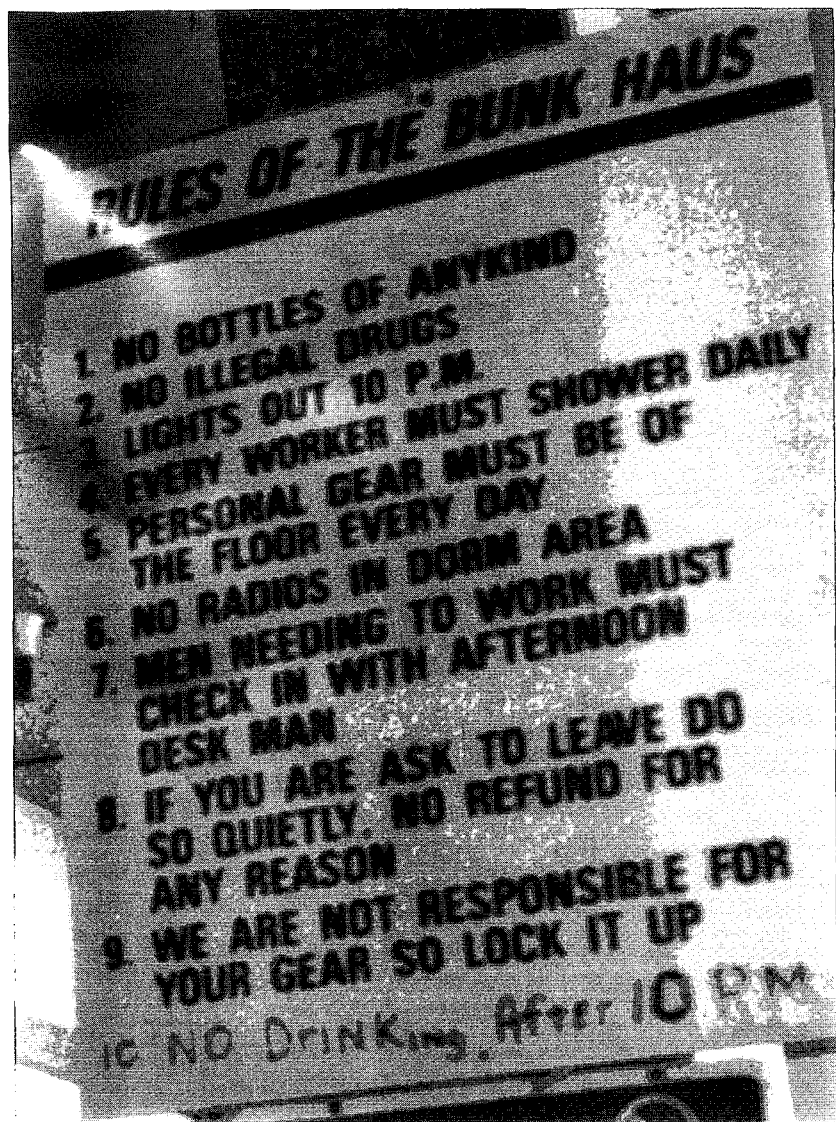 RULES OF THE BUNK HAUS
1. NO BOTTLES OF ANYKIND
2. NO ILLEGAL DRUGS
3. LIGHTS OUT 10 P.M.
4. EVERY WORKER MUST SHOWER DAILY
5. PERSONAL GEAR MUST BE OF
THE FLOOR EVERY DAY
6. NO RADIOS IN DORM AREA
7. MEN NEEDING TO WORK MUST
CHECK IN WITH AFTERNOON
DESK MAN
8. IF YOU ARE ASK TO LEAVE DO
SO QUIETLY. NO REFUND FOR
ANY REASON
9. WE ARE NOT RESPONSIBLE FOR
YOUR GEAR SO LOCK IT UP
10 NO DrINKing. After 10 PM